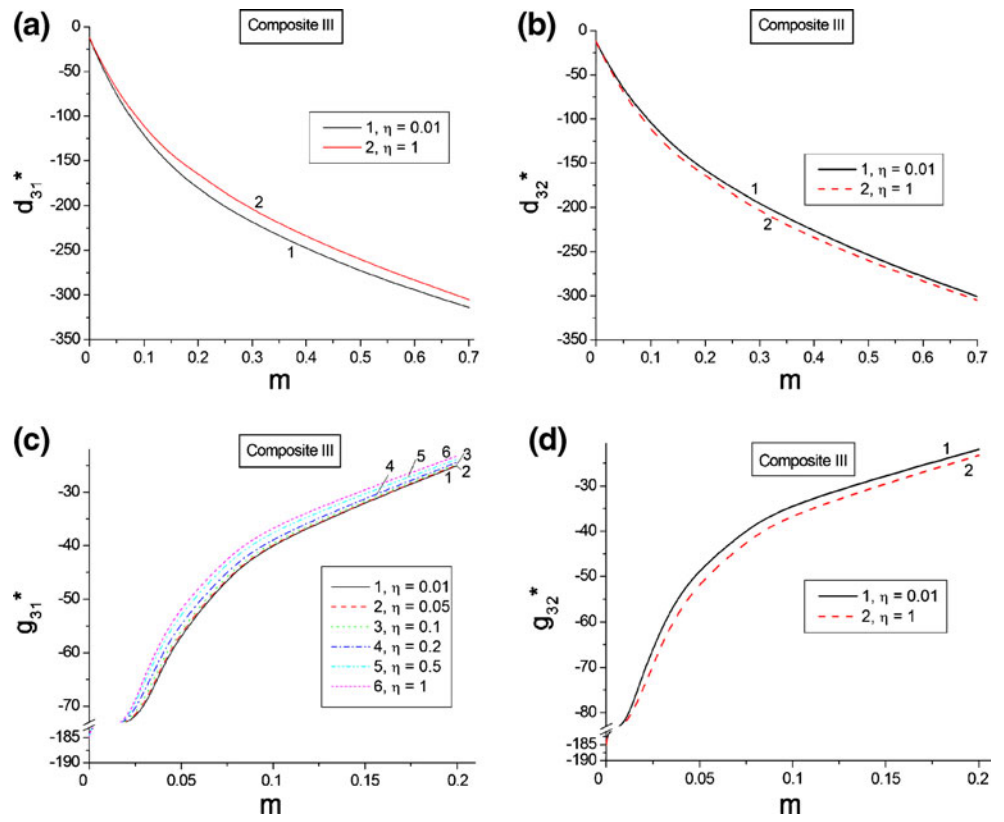 (a)
Composite III
0
-50
-100
-150
-200
-250
-300
-350
d31*
1, η = 0.01
2, η = 1
2
1
0 0.1 0.2 0.3 0.4 0.5 0.6 0.7
m
(b)
Composite III
0
-50
-100
-150
-200
-250
-300
-350
d32*
1, η = 0.01
2, η = 1
1
2
0 0.1 0.2 0.3 0.4 0.5 0.6 0.7
m
(c)
Composite III
-30
-40
-50
-60
-70
-185
-190
g31*
4 5 6 3
1 2
1, η = 0.01
2, η = 0.05
3, η = 0.1
4, η = 0.2
5, η = 0.5
6, η = 1
0 0.05 0.1 0.15 0.2
m
(d)
Composite III
-30
-40
-50
-60
-70
-80
-185
-190
g32*
1
2
1, η = 0.01
2, η = 1
0 0.05 0.1 0.15 0.2
m